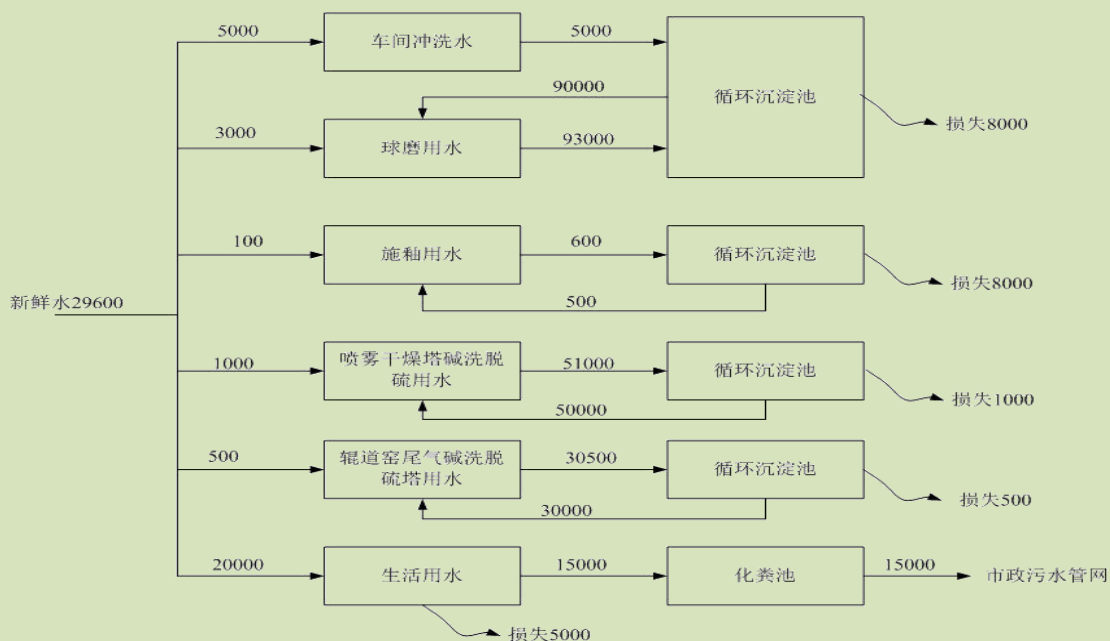 5000
车间冲洗水
5000
循环沉淀池
损失8000
90000
3000
球磨用水
93000
100
施釉用水
600
循环沉淀池
损失8000
500
新鲜水29600
1000
喷雾干燥塔碱洗脱
硫用水
51000
循环沉淀池
损失1000
50000
500
辊道窑尾气碱洗脱
硫塔用水
30500
循环沉淀池
损失500
30000
20000
生活用水
15000
化粪池
15000
市政污水管网
损失5000